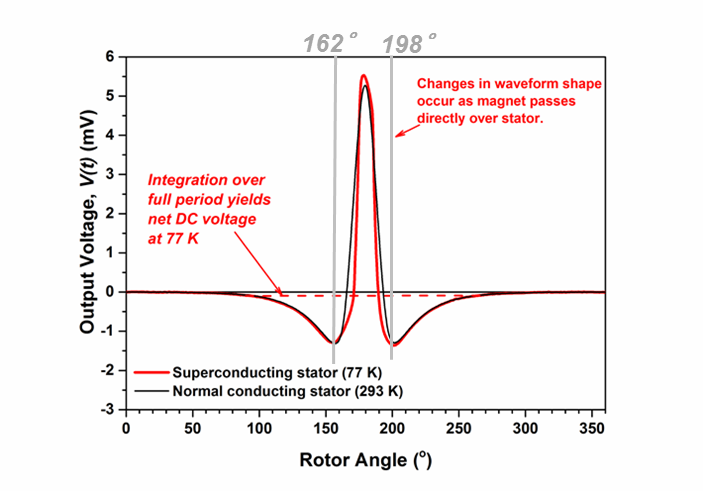 162°
198°
6
5
4
3
2
1
0
-1
-2
-3
Output Voltage, V(t) (mV)
Changes in waveform shape
occur as magnet passes
directly over stator.
Integration over
full period yields
net DC voltage
at 77 K
Superconducting stator (77 K)
Normal conducting stator (293 K)
0 50 100 150 200 250 300 350
Rotor Angle (o)